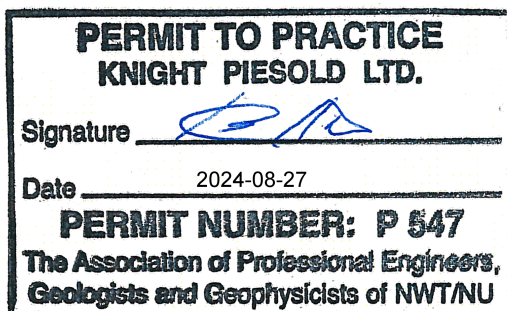 PERMIT TO PRACTICE
KNIGHT PIESOLD LTD.
Signature
Date 2024-08-27
PERMIT NUMBER: P 547
The Association of Professional Engineers,
Geologists and Geophysicists of NWT/NU